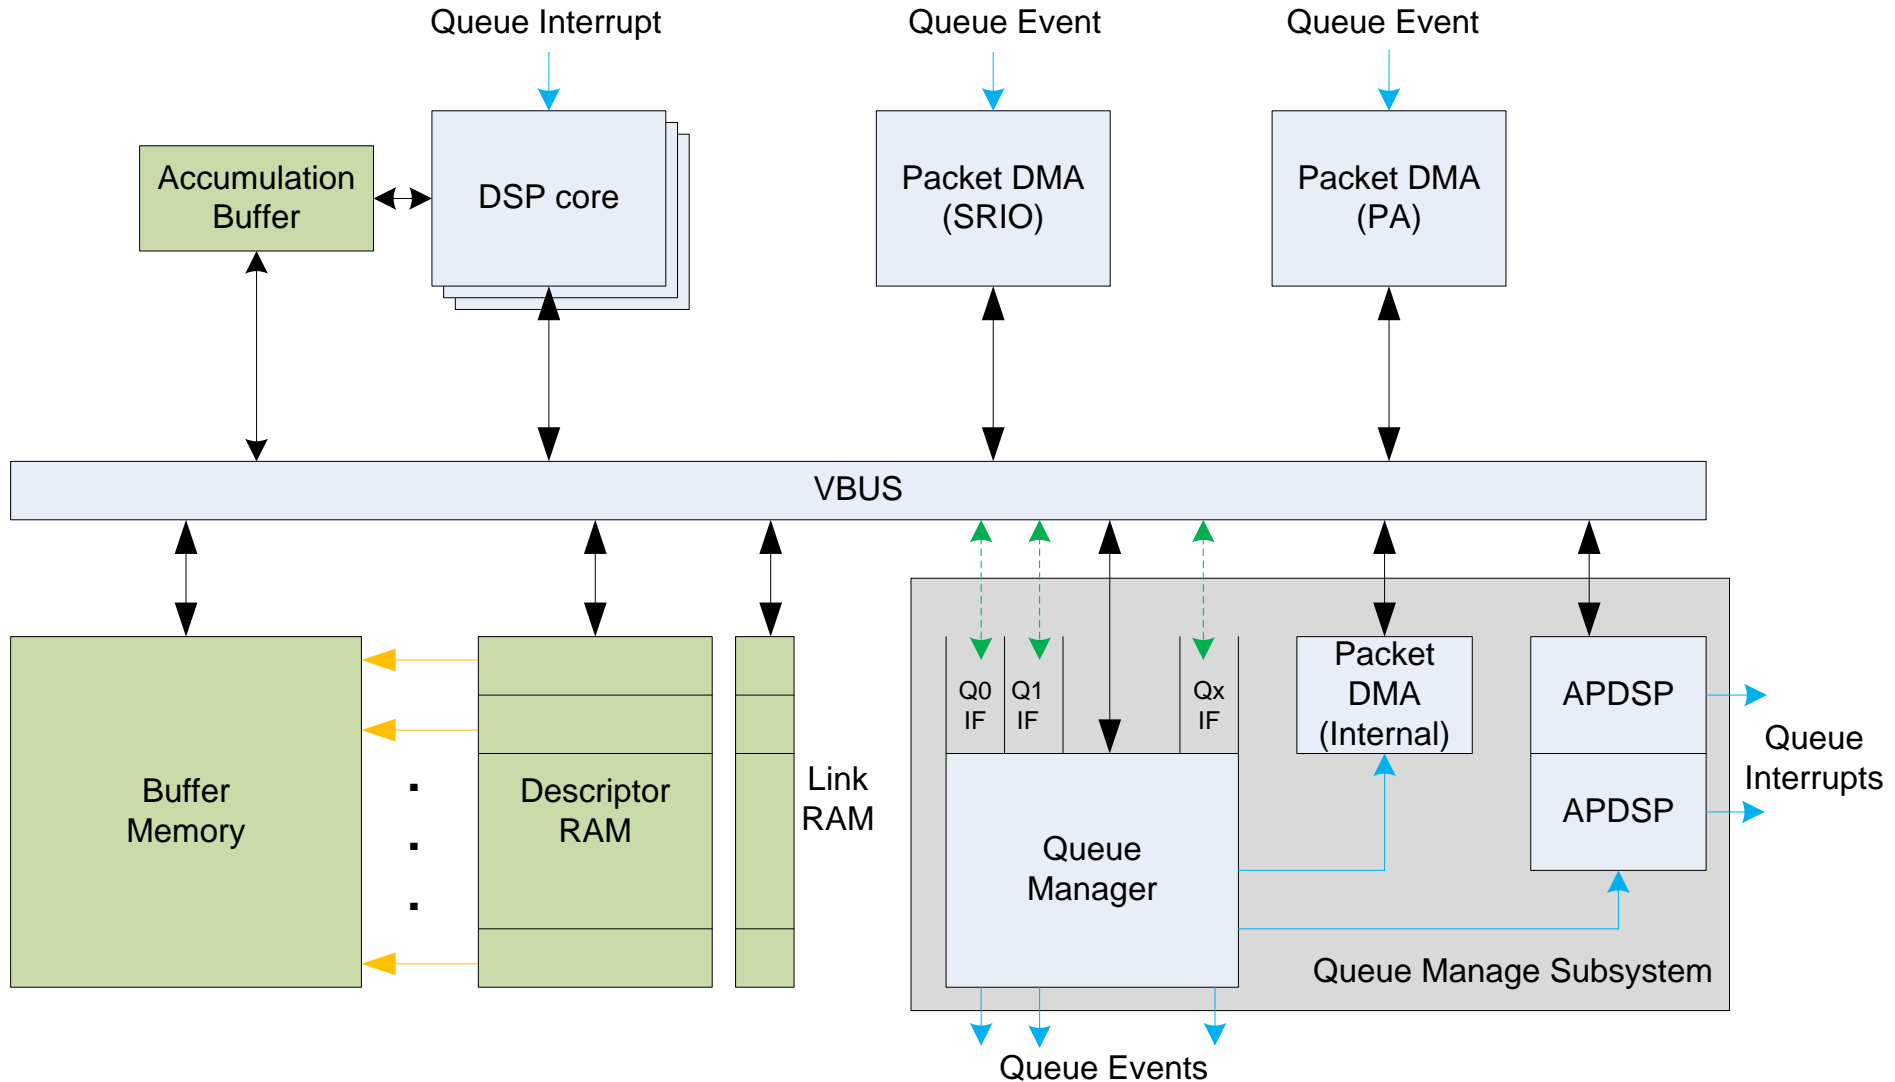 Queue Interrupt
Queue Event
Queue Event
Accumulation
Buffer
DSP core
Packet DMA
(SRIO)
Packet DMA
(PA)
VBUS
Buffer
Memory
Descriptor
RAM
Link
RAM
Q0
IF
Q1
IF
Qx
IF
Queue
Manager
Packet
DMA
(Internal)
APDSP
APDSP
Queue
Interrupts
Queue Manage Subsystem
Queue Events